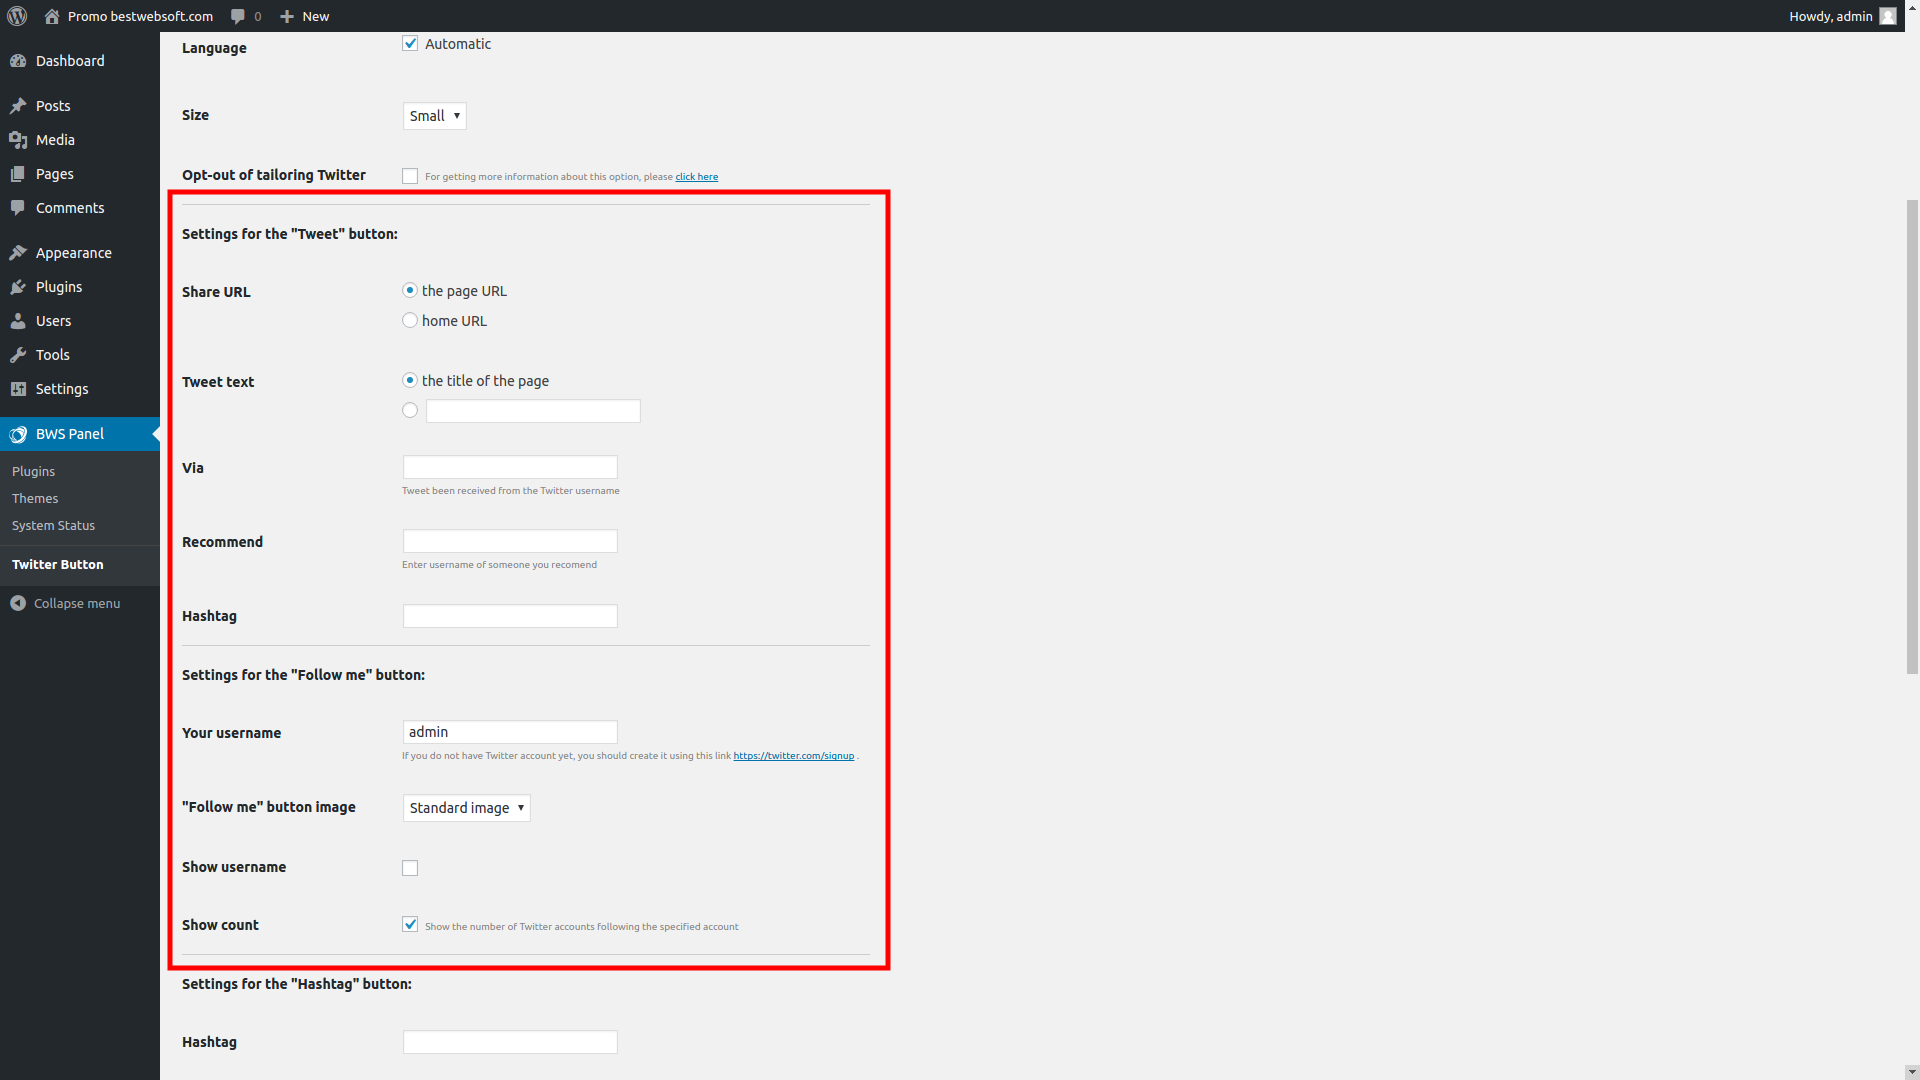 Promo bestwebsoft.com 0 New Howdy, admin
Dashboard
Posts
Media
Pages
Comments
Appearance
Plugins
Users
Tools
Settings
BWS Panel
Plugins
Themes
System Status
Twitter Button
Collapse menu
Language Automatic
Size Small
Opt-out of tailoring Twitter For getting more information about this option, please click here
Settings for the "Tweet" button:
Share URL the page URL
home URL
Tweet text the title of the page
Via
Tweet been received from the Twitter username
Recommend
Enter username of someone you recomend
Hashtag
Settings for the "Follow me" button:
Your username admin
If you do not have Twitter account yet, you should create it using this link https://twitter.com/signup .
"Follow me" button image Standard image
Show username
Show count Show the number of Twitter accounts following the specified account
Settings for the "Hashtag" button:
Hashtag